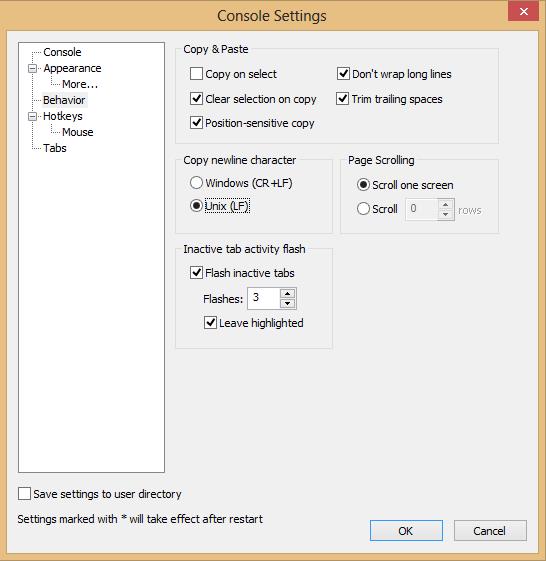 Console Settings
Console
Appearance
More...
Behavior
Hotkeys
Mouse
Tabs
Copy & Paste
Copy on select
Don't wrap long lines
Clear selection on copy
Trim trailing spaces
Position-sensitive copy
Copy newline character
Windows (CR+LF)
Unix (LF)
Page Scrolling
Scroll one screen
Scroll 0 rows
Inactive tab activity flash
Flash inactive tabs
Flashes: 3
Leave highlighted
Save settings to user directory
Settings marked with * will take effect after restart
OK Cancel